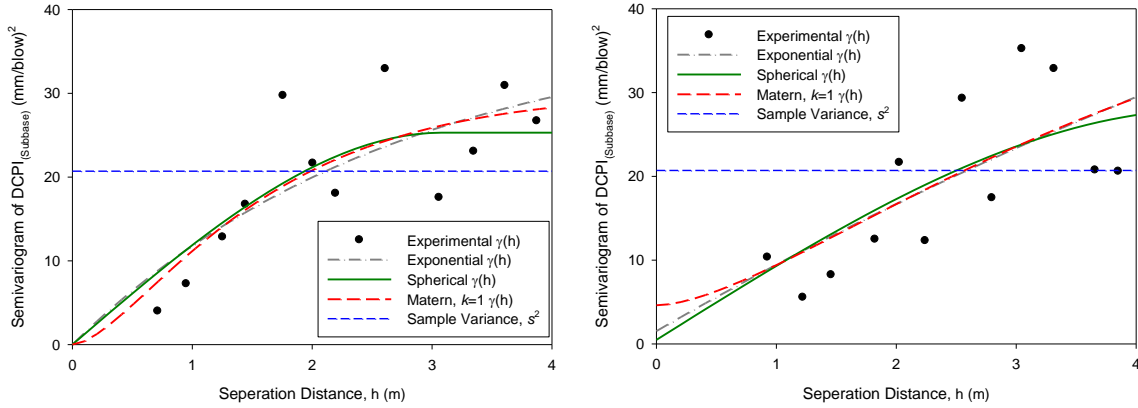 Semivariogram of DCPI(Subbase) (mm/blow)²
40
30
20
10
0
Experimental γ(h)
Exponential γ(h)
Spherical γ(h)
Matern, k=1 γ(h)
Sample Variance, s²
0 1 2 3 4
Seperation Distance, h (m)
Semivariogram of DCPI(Subbase) (mm/blow)²
40
30
20
10
0
Experimental γ(h)
Exponential γ(h)
Spherical γ(h)
Matern, k=1 γ(h)
Sample Variance, s²
0 1 2 3 4
Seperation Distance, h (m)